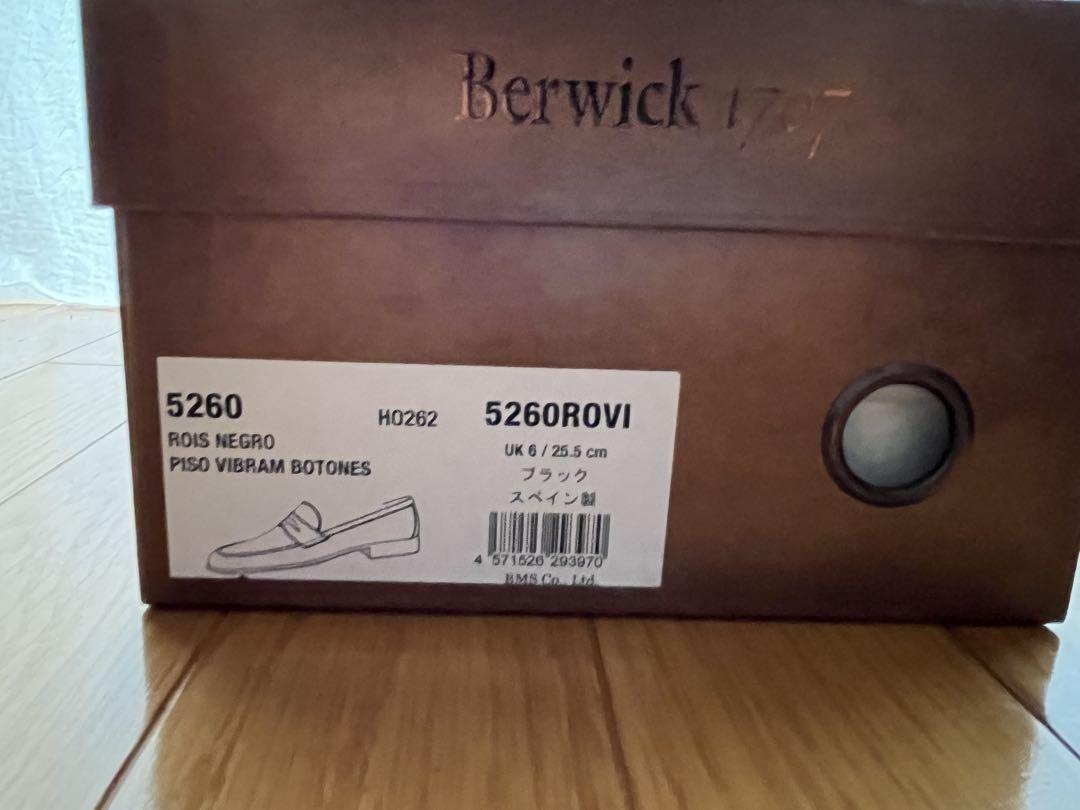 Berwick 1707
5260
H0262
ROIS NEGRO
PISO VIBRAM BOTONES
5260ROVI
UK 6 / 25.5 cm
ブラック
スペイン製
4 571526 293970
BMS Co., Ltd.